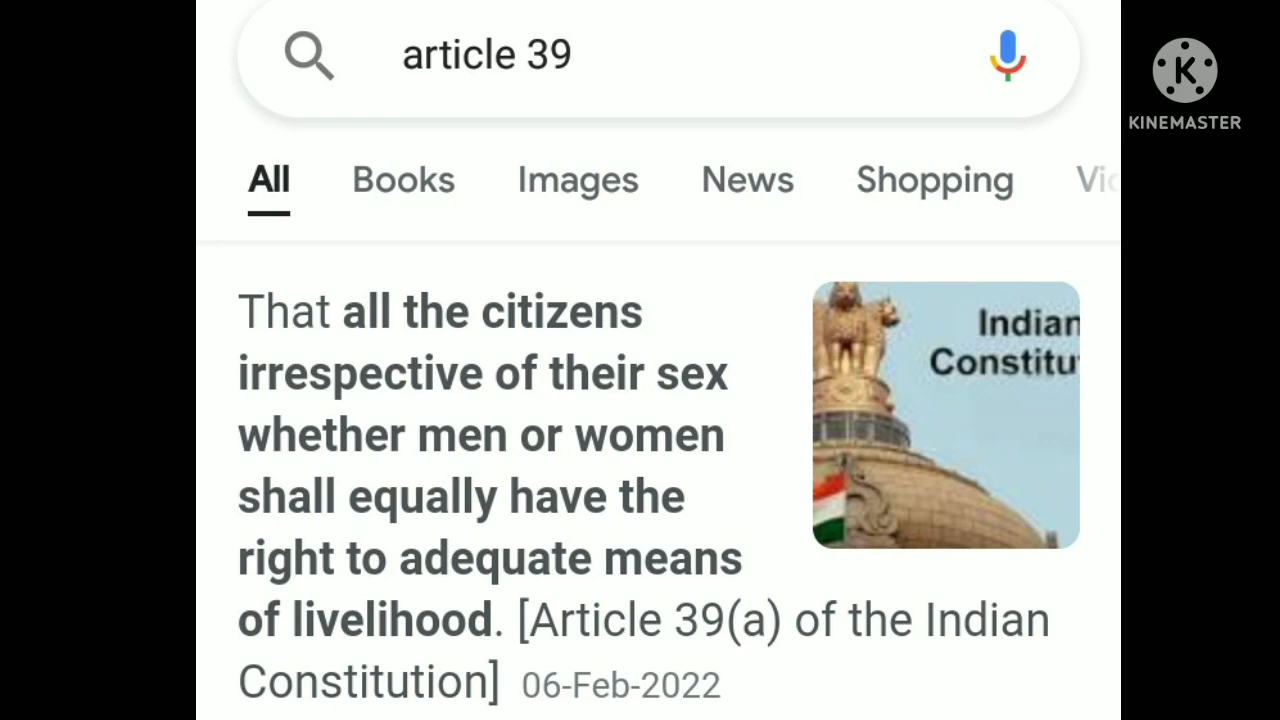 article 39
KINEMASTER
All Books Images News Shopping
That all the citizens
irrespective of their sex
whether men or women
shall equally have the
right to adequate means
of livelihood. [Article 39(a) of the Indian
Constitution] 06-Feb-2022
Indian
Constitu